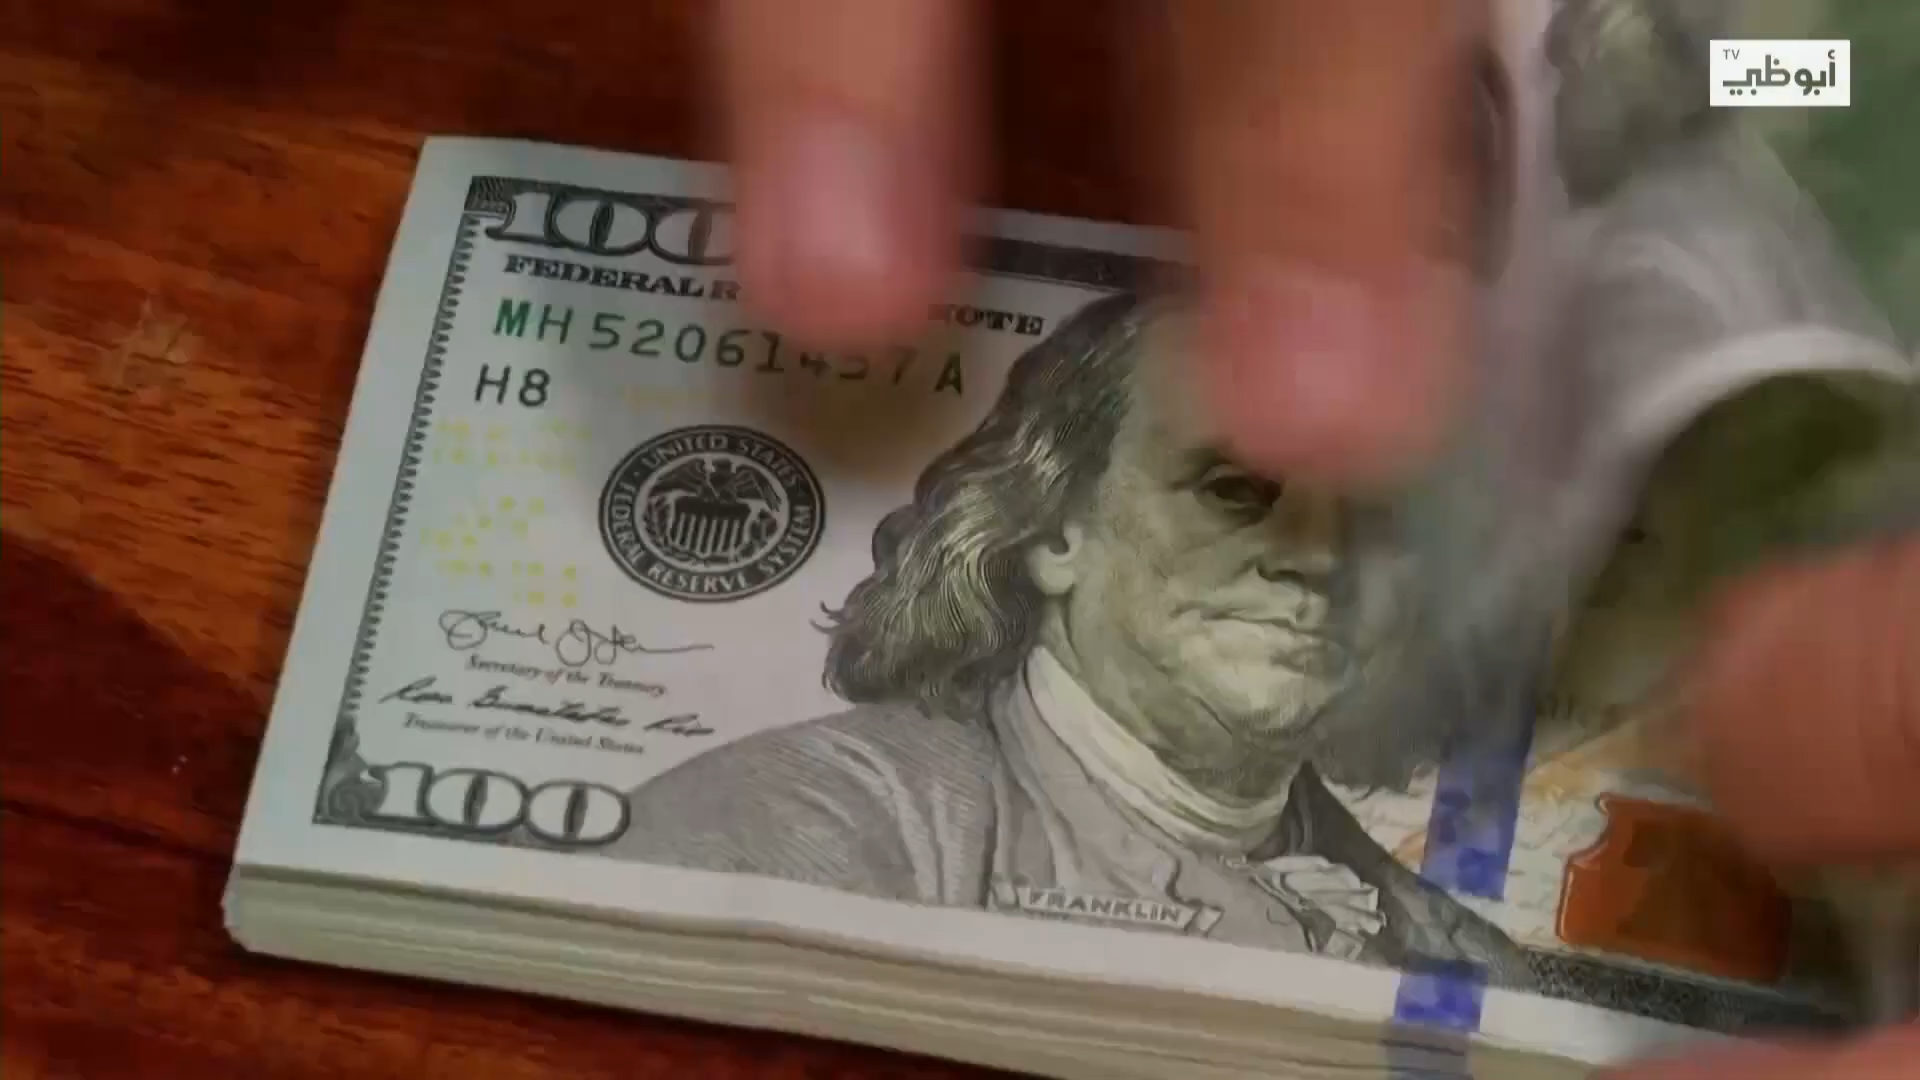 TV
أبوظبي
100
FEDERAL NOTE
MH 52061437 A
H8
UNITED STATES
FEDERAL RESERVE SYSTEM
Secretary of the Treasury
Treasurer of the United States
100
FRANKLIN